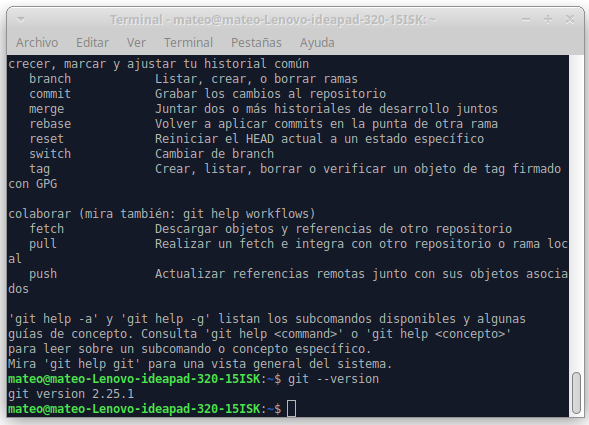 Terminal - mateo@mateo-Lenovo-ideapad-320-15ISK: ~
Archivo Editar Ver Terminal Pestañas Ayuda
crecer, marcar y ajustar tu historial común
   branch            Listar, crear, o borrar ramas
   commit            Grabar los cambios al repositorio
   merge             Juntar dos o más historiales de desarrollo juntos
   rebase            Volver a aplicar commits en la punta de otra rama
   reset             Reiniciar el HEAD actual a un estado específico
   switch            Cambiar de branch
   tag               Crear, listar, borrar o verificar un objeto de tag firmado
con GPG
colaborar (mira también: git help workflows)
   fetch             Descargar objetos y referencias de otro repositorio
   pull              Realizar un fetch e integra con otro repositorio o rama loc
al
   push              Actualizar referencias remotas junto con sus objetos asocia
dos
'git help -a' y 'git help -g' listan los subcomandos disponibles y algunas
guías de concepto. Consulta 'git help <command>' o 'git help <concepto>'
para leer sobre un subcomando o concepto específico.
Mira 'git help git' para una vista general del sistema.
mateo@mateo-Lenovo-ideapad-320-15ISK:~$ git --version
git version 2.25.1
mateo@mateo-Lenovo-ideapad-320-15ISK:~$